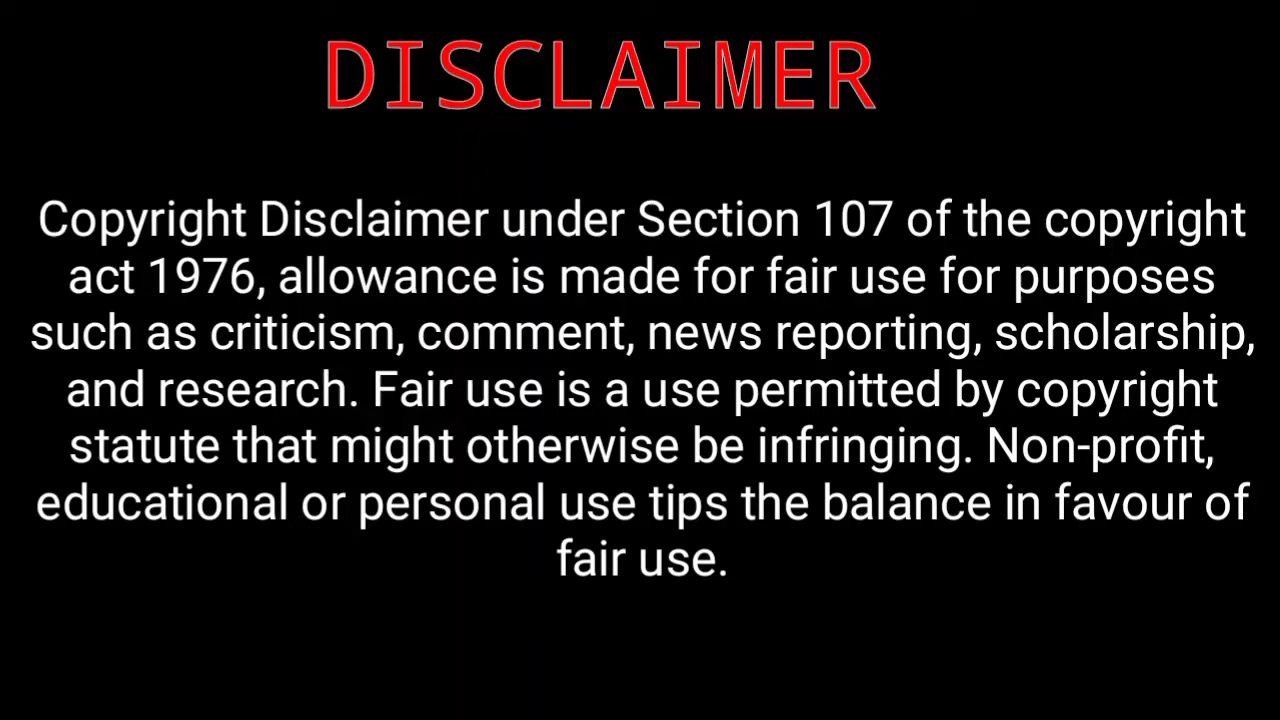 DISCLAIMER
Copyright Disclaimer under Section 107 of the copyright
act 1976, allowance is made for fair use for purposes
such as criticism, comment, news reporting, scholarship,
and research. Fair use is a use permitted by copyright
statute that might otherwise be infringing. Non-profit,
educational or personal use tips the balance in favour of
fair use.